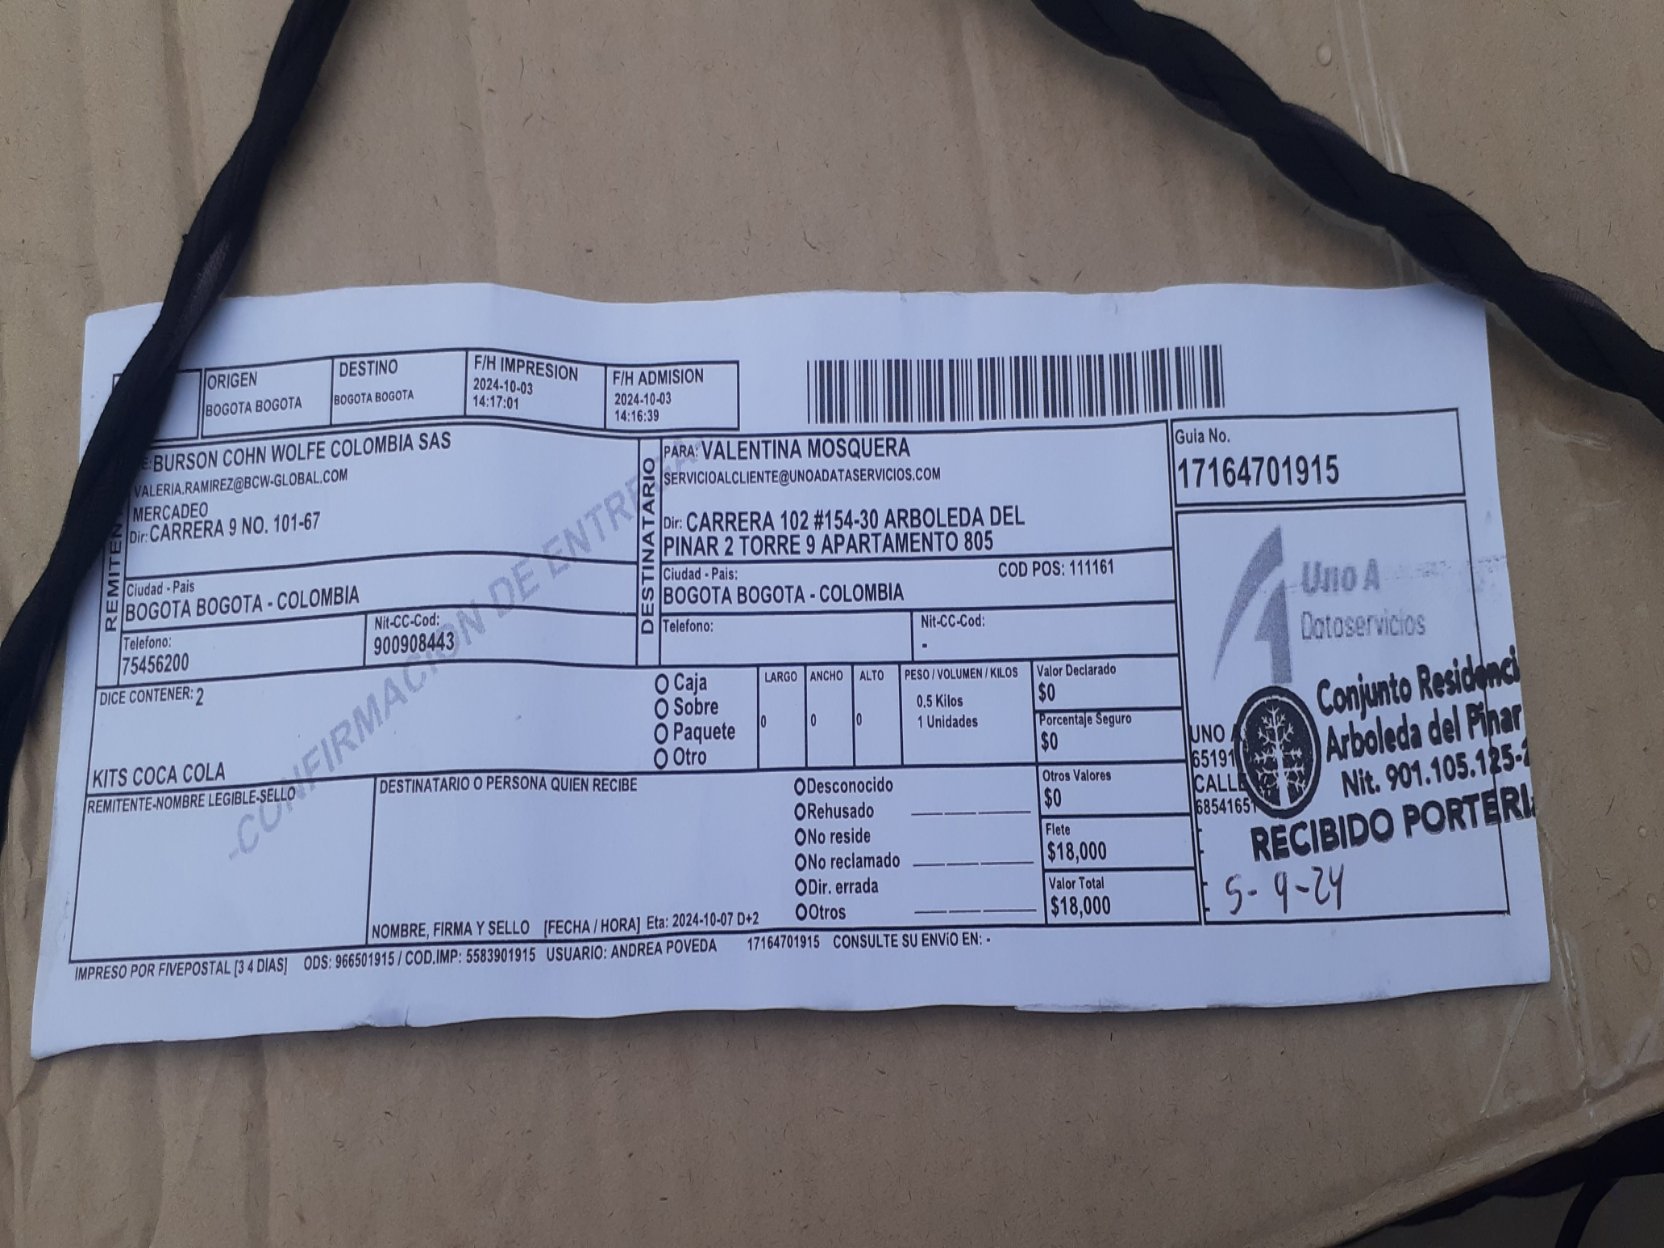 ORIGEN
BOGOTA BOGOTA
DESTINO
BOGOTA BOGOTA
F/H IMPRESION
2024-10-03
14:17:01
F/H ADMISION
2024-10-03
14:16:39
BURSON COHN WOLFE COLOMBIA SAS
VALERIA.RAMIREZ@BCW-GLOBAL.COM
MERCADEO
Dir: CARRERA 9 NO. 101-67
Ciudad - Pais
BOGOTA BOGOTA - COLOMBIA
Telefono:
75456200
Nit-CC-Cod:
900908443
DESTINATARIO
PARA: VALENTINA MOSQUERA
SERVICIOALCLIENTE@UNOADATASERVICIOS.COM
Dir: CARRERA 102 #154-30 ARBOLEDA DEL
PINAR 2 TORRE 9 APARTAMENTO 805
Ciudad - Pais:
COD POS: 111161
BOGOTA BOGOTA - COLOMBIA
Telefono:
Nit-CC-Cod:
-
Guia No.
17164701915
Uno A
Datoservicios
DICE CONTENER: 2
KITS COCA COLA
-CONFIRMACION DE ENTREGA-
Caja
Sobre
Paquete
Otro
LARGO
0
ANCHO
0
ALTO
0
PESO / VOLUMEN / KILOS
0.5 Kilos
1 Unidades
Valor Declarado
$0
Porcentaje Seguro
$0
Otros Valores
$0
Flete
$18,000
Valor Total
$18,000
REMITENTE-NOMBRE LEGIBLE-SELLO
DESTINATARIO O PERSONA QUIEN RECIBE
Desconocido
Rehusado
No reside
No reclamado
Dir. errada
Otros
NOMBRE, FIRMA Y SELLO [FECHA / HORA] Eta: 2024-10-07 D+2
UNO
CALLE
Conjunto Residenci
Arboleda del Pinar
Nit. 901.105.125-
RECIBIDO PORTERI
5-9-24
IMPRESO POR FIVEPOSTAL [3 4 DIAS] ODS: 966501915 / COD.IMP: 5583901915 USUARIO: ANDREA POVEDA 17164701915 CONSULTE SU ENVíO EN: -